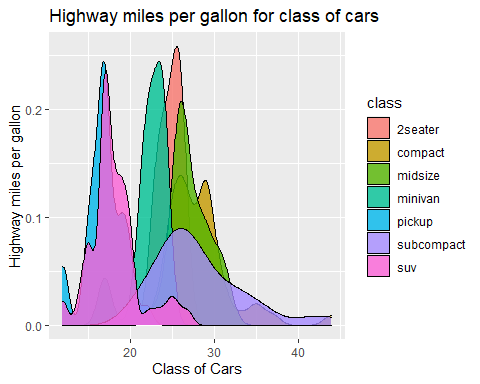 Highway miles per gallon for class of cars
Highway miles per gallon
0.2
0.1
0.0
20
30
40
Class of Cars
class
2seater
compact
midsize
minivan
pickup
subcompact
suv